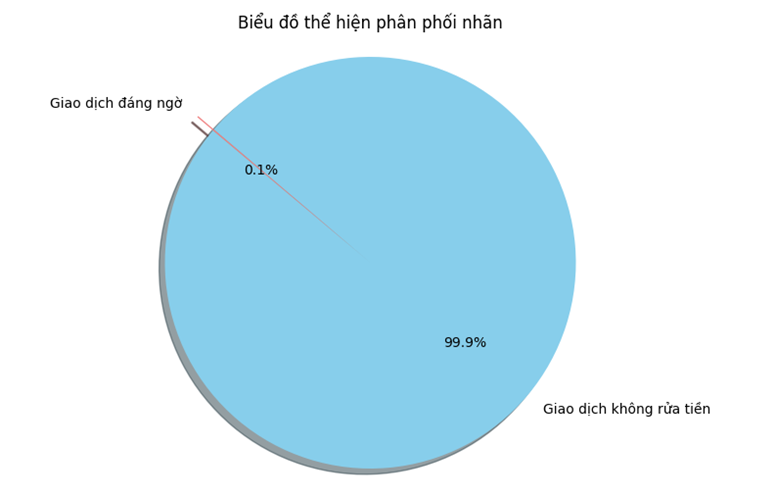 Biểu đồ thể hiện phân phối nhãn
Giao dịch đáng ngờ
0.1%
99.9%
Giao dịch không rửa tiền